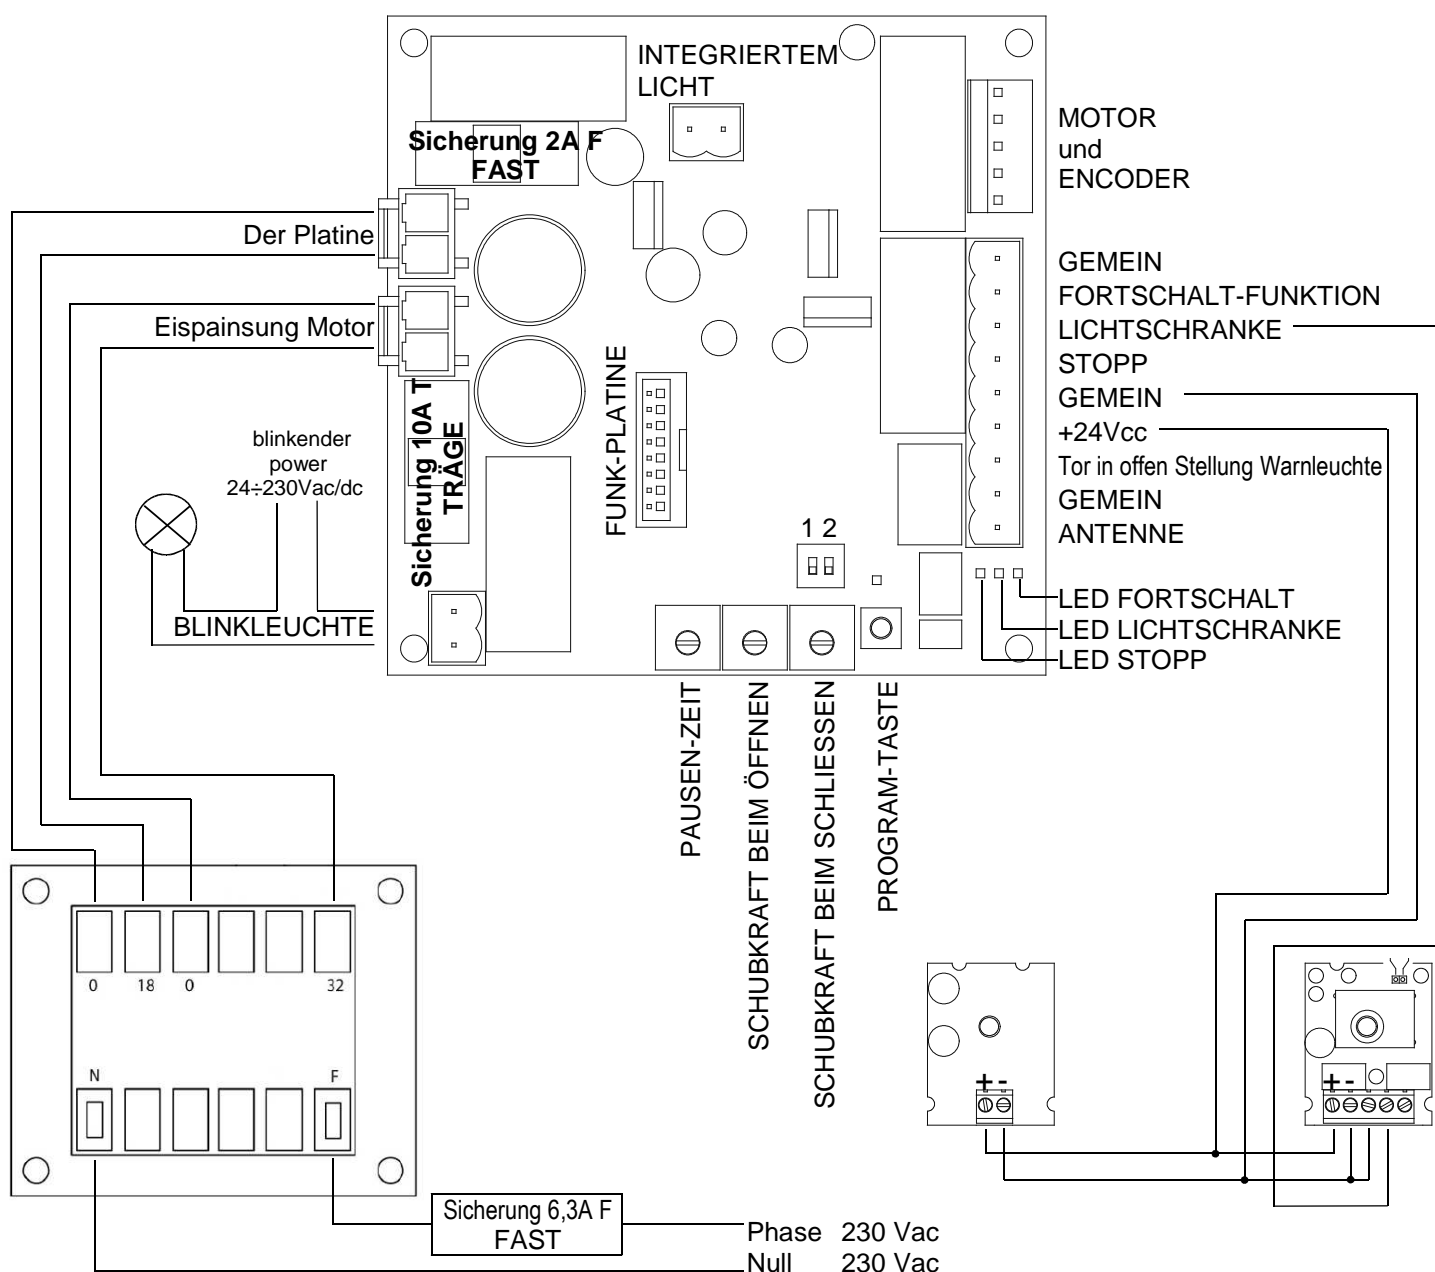 INTEGRIERTEM
LICHT
Sicherung 2A F
FAST
MOTOR
und
ENCODER
Der Platine
Eispainsung Motor
GEMEIN
FORTSCHALT-FUNKTION
LICHTSCHRANKE
STOPP
GEMEIN
+24Vcc
Tor in offen Stellung Warnleuchte
GEMEIN
ANTENNE
FUNK-PLATINE
Sicherung 10A T
TRÄGE
blinkender
power
24÷230Vac/dc
BLINKLEUCHTE
1 2
LED FORTSCHALT
LED LICHTSCHRANKE
LED STOPP
PAUSEN-ZEIT
SCHUBKRAFT BEIM ÖFFNEN
SCHUBKRAFT BEIM SCHLIESSEN
PROGRAM-TASTE
0 18 0 32
N F
+ -
+ -
Sicherung 6,3A F
FAST
Phase 230 Vac
Null 230 Vac